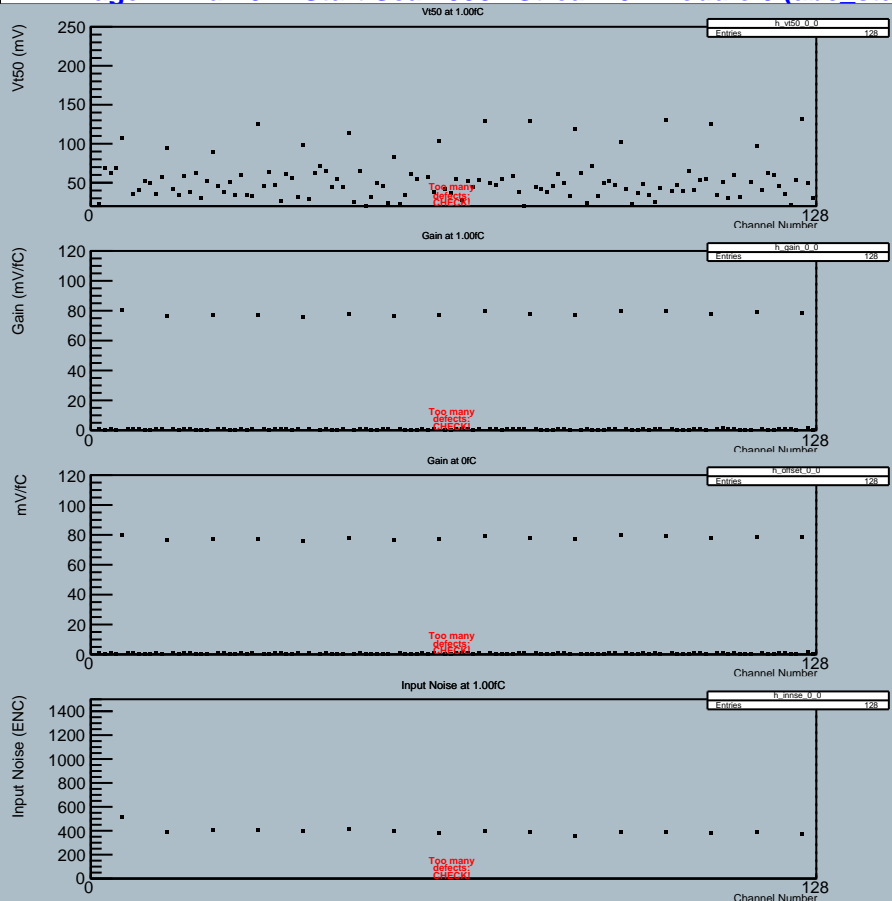 Vt50 at 1.00fC
h_vt50_0_0
Entries 128
Vt50 (mV)
250
200
150
100
50
Too many
defects:
CHECK!
0
128
Channel Number
Gain at 1.00fC
h_gain_0_0
Entries 128
Gain (mV/fC)
120
100
80
60
40
20
0
Too many
defects:
CHECK!
0
128
Channel Number
Gain at 0fC
h_offset_0_0
Entries 128
mV/fC
120
100
80
60
40
20
0
Too many
defects:
CHECK!
0
128
Channel Number
Input Noise at 1.00fC
h_innse_0_0
Entries 128
Input Noise (ENC)
1400
1200
1000
800
600
400
200
0
Too many
defects:
CHECK!
0
128
Channel Number